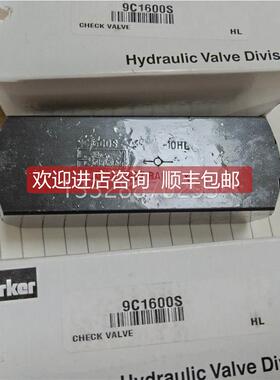 9C1600S
CHECK VALVE HL
Hydraulic Valve Divis
-10HL
欢迎进店咨询 顺丰包邮
rker
9C1600S
CHECK VALVE HL
Hydraulic Valve Divisi